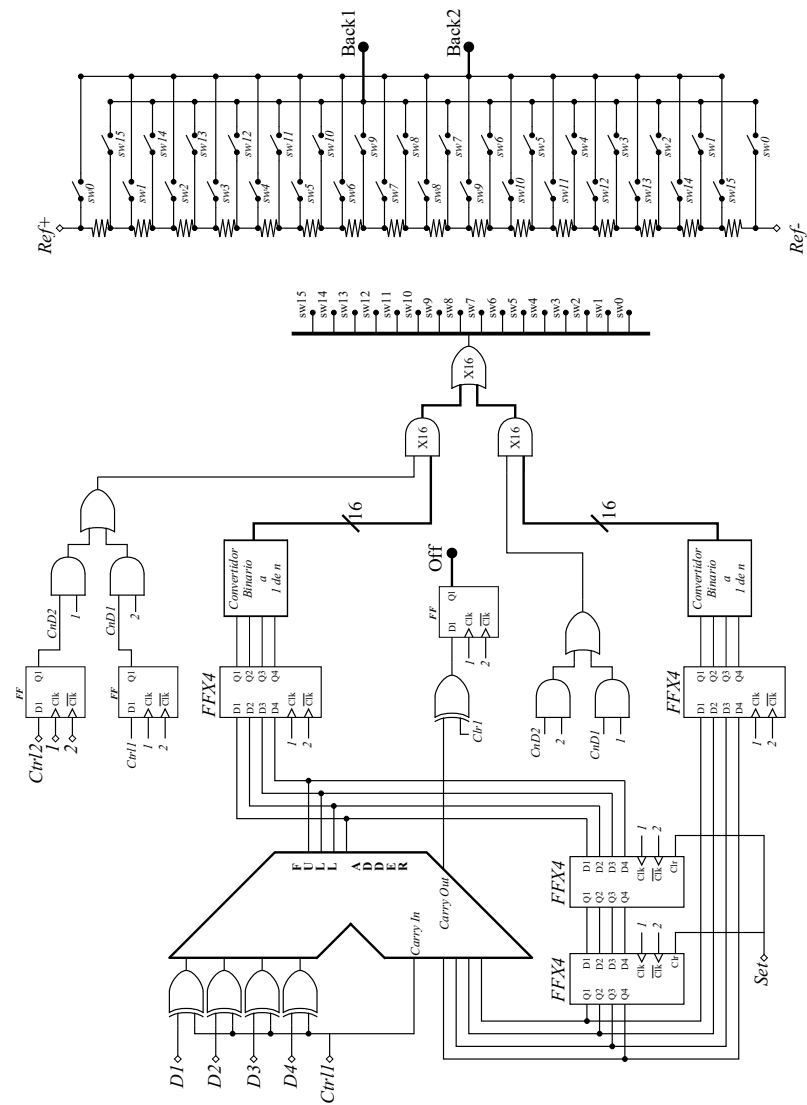 Back1
Back2
sw15
sw14
sw13
sw12
sw11
sw10
sw9
sw8
sw7
sw6
sw5
sw4
sw3
sw2
sw1
sw0
sw0
sw1
sw2
sw3
sw4
sw5
sw6
sw7
sw8
sw9
sw10
sw11
sw12
sw13
sw14
sw15
Ref+
Ref-
sw15
sw14
sw13
sw12
sw11
sw10
sw9
sw8
sw7
sw6
sw5
sw4
sw3
sw2
sw1
sw0
X16
X16
X16
16
16
CnD2
1
CnD1
2
Convertidor
Binario
a
1 de n
Off
Convertidor
Binario
a
1 de n
FF
D1
Q1
Clk
Clk
Ctrl2
1
2
FF
D1
Q1
Clk
Clk
Ctrl1
1
2
FFX4
D1
Q1
D2
Q2
D3
Q3
D4
Q4
Clk
Clk
1
2
FF
D1
Q1
Clk
Clk
1
2
Clr1
CnD2
2
CnD1
1
FFX4
D1
Q1
D2
Q2
D3
Q3
D4
Q4
Clk
Clk
1
2
FULL ADDER
Carry In
Carry Out
FFX4
Q1
D1
Q2
D2
Q3
D3
Q4
D4
Clk
Clk
Clr
1
2
FFX4
Q1
D1
Q2
D2
Q3
D3
Q4
D4
Clk
Clk
Clr
1
2
Set
D1
D2
D3
D4
Ctrl1